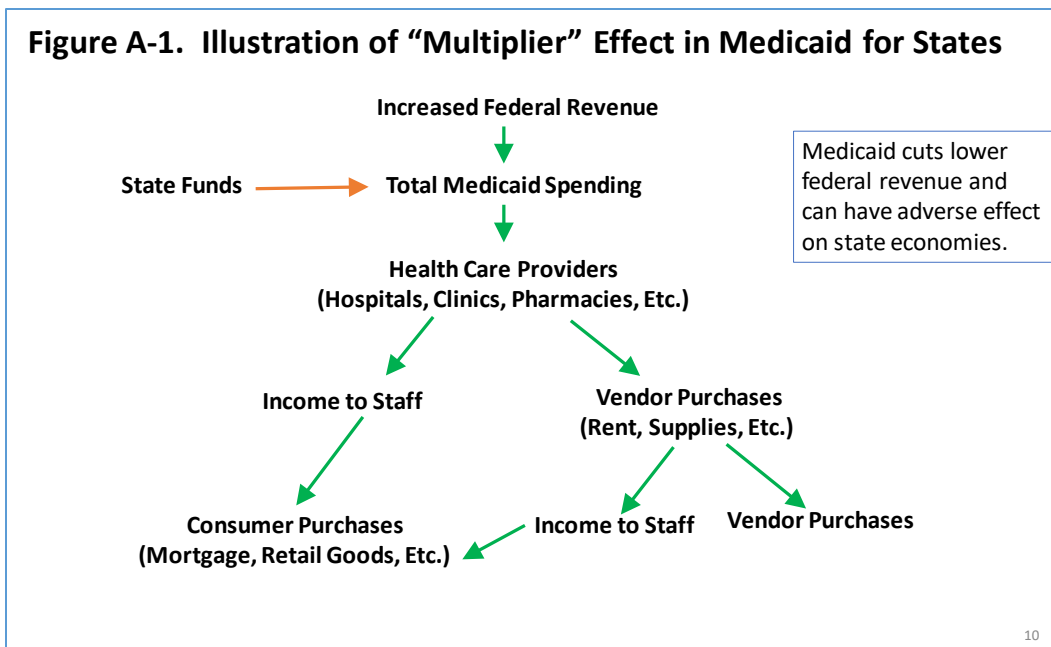 Figure A-1. Illustration of “Multiplier” Effect in Medicaid for States
Increased Federal Revenue
Medicaid cuts lower
federal revenue and
can have adverse effect
on state economies.
State Funds
Total Medicaid Spending
Health Care Providers
(Hospitals, Clinics, Pharmacies, Etc.)
Income to Staff
Vendor Purchases
(Rent, Supplies, Etc.)
Consumer Purchases
(Mortgage, Retail Goods, Etc.)
Income to Staff
Vendor Purchases
10